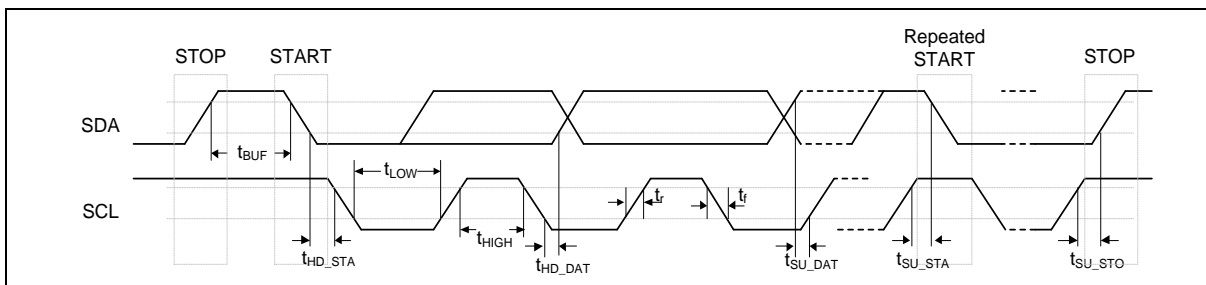 STOP
START
Repeated
START
STOP
SDA
tBUF
tLOW
SCL
tr
tf
tHD_STA
tHIGH
tHD_DAT
tSU_DAT
tSU_STA
tSU_STO